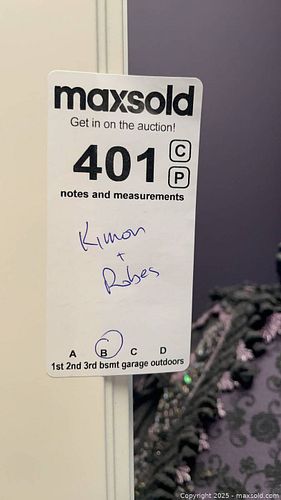 maxsold
Get in on the auction!
401 C
P
notes and measurements
Kimon
+
Robes
A B C D
1st 2nd 3rd bsmt garage outdoors
Copyright © 2025 - maxsold.com